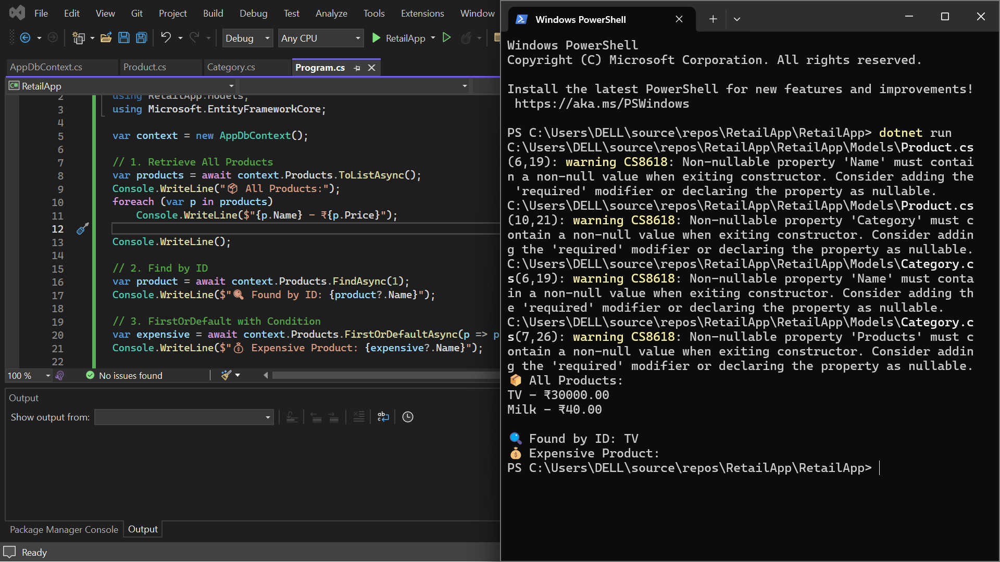 File Edit View Git Project Build Debug Test Analyze Tools Extensions Window
Debug Any CPU RetailApp
AppDbContext.cs Product.cs Category.cs Program.cs
C# RetailApp
2 using RetailApp.Models;
3 using Microsoft.EntityFrameworkCore;
4
5 var context = new AppDbContext();
6
7 // 1. Retrieve All Products
8 var products = await context.Products.ToListAsync();
9 Console.WriteLine("📦 All Products:");
10 foreach (var p in products)
11 Console.WriteLine($"{p.Name} - ₹{p.Price}");
12
13 Console.WriteLine();
14
15 // 2. Find by ID
16 var product = await context.Products.FindAsync(1);
17 Console.WriteLine($"🔍 Found by ID: {product?.Name}");
18
19 // 3. FirstOrDefault with Condition
20 var expensive = await context.Products.FirstOrDefaultAsync(p => p
21 Console.WriteLine($"💰 Expensive Product: {expensive?.Name}");
22
100 % No issues found
Output
Show output from:
Package Manager Console Output
Ready
Windows PowerShell
Windows PowerShell
Copyright (C) Microsoft Corporation. All rights reserved.
Install the latest PowerShell for new features and improvements!
https://aka.ms/PSWindows
PS C:\Users\DELL\source\repos\RetailApp\RetailApp> dotnet run
C:\Users\DELL\source\repos\RetailApp\RetailApp\Models\Product.cs
(6,19): warning CS8618: Non-nullable property 'Name' must contai
n a non-null value when exiting constructor. Consider adding the
'required' modifier or declaring the property as nullable.
C:\Users\DELL\source\repos\RetailApp\RetailApp\Models\Product.cs
(10,21): warning CS8618: Non-nullable property 'Category' must c
ontain a non-null value when exiting constructor. Consider addin
g the 'required' modifier or declaring the property as nullable.
C:\Users\DELL\source\repos\RetailApp\RetailApp\Models\Category.c
s(6,19): warning CS8618: Non-nullable property 'Name' must conta
in a non-null value when exiting constructor. Consider adding th
e 'required' modifier or declaring the property as nullable.
C:\Users\DELL\source\repos\RetailApp\RetailApp\Models\Category.c
s(7,26): warning CS8618: Non-nullable property 'Products' must c
ontain a non-null value when exiting constructor. Consider addin
g the 'required' modifier or declaring the property as nullable.
📦 All Products:
TV - ₹30000.00
Milk - ₹40.00
🔍 Found by ID: TV
💰 Expensive Product:
PS C:\Users\DELL\source\repos\RetailApp\RetailApp>